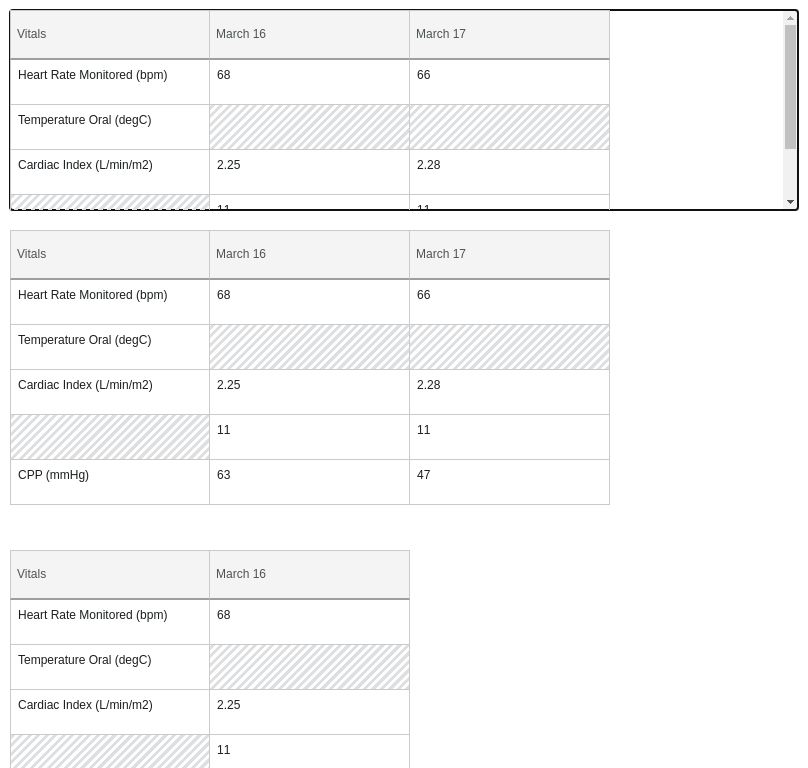 Vitals March 16 March 17
Heart Rate Monitored (bpm) 68 66
Temperature Oral (degC)
Cardiac Index (L/min/m2) 2.25 2.28
11 11
Vitals March 16 March 17
Heart Rate Monitored (bpm) 68 66
Temperature Oral (degC)
Cardiac Index (L/min/m2) 2.25 2.28
11 11
CPP (mmHg) 63 47
Vitals March 16
Heart Rate Monitored (bpm) 68
Temperature Oral (degC)
Cardiac Index (L/min/m2) 2.25
11